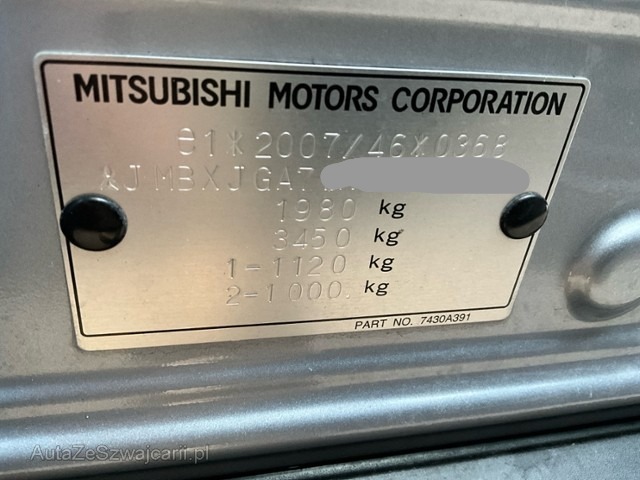 MITSUBISHI MOTORS CORPORATION
e1*2007/46*0368
*JMBXJGA7
1980 kg
3450 kg
1-1120 kg
2-1000 kg
PART NO. 7430A391
AutaZeSzwajcarii.pl